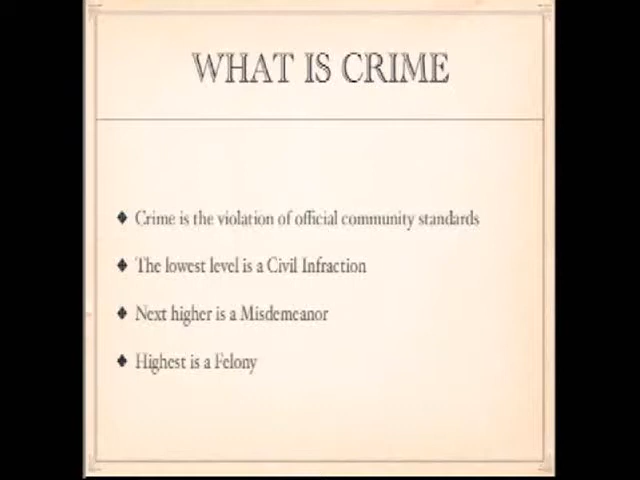 WHAT IS CRIME
Crime is the violation of official community standards
The lowest level is a Civil Infraction
Next higher is a Misdemeanor
Highest is a Felony